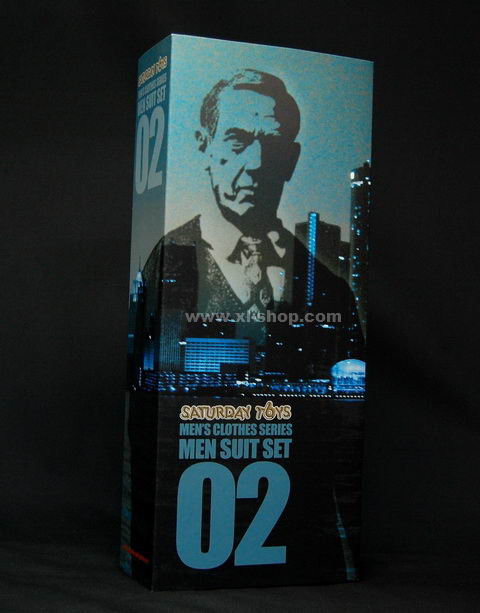 SATURDAY TOYS
MEN'S CLOTHES SERIES
MEN SUIT SET
02
www.xl-shop.com
SATURDAY TOYS
MEN'S CLOTHES SERIES
MEN SUIT SET
02